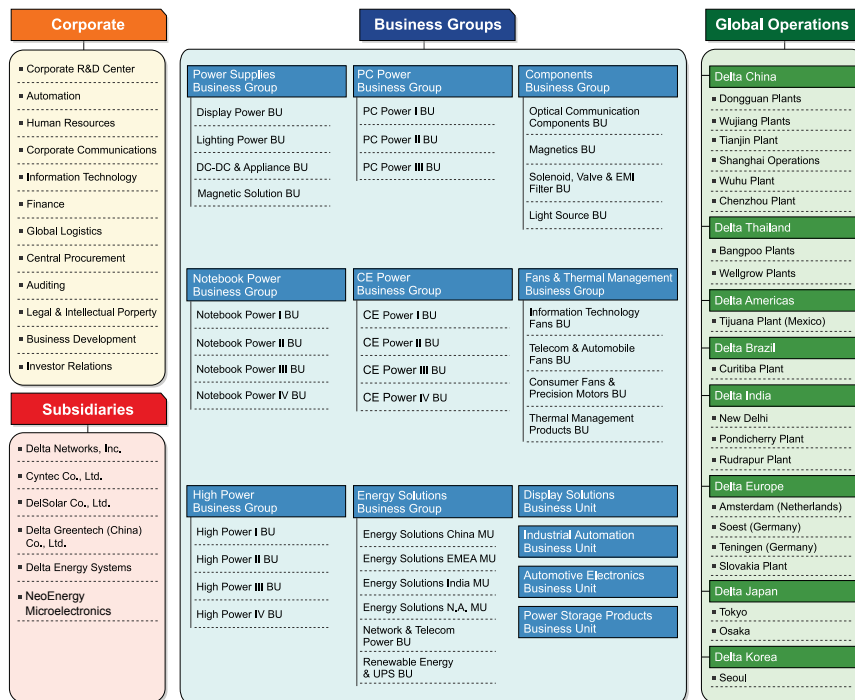 Corporate
Corporate R&D Center
Automation
Human Resources
Corporate Communications
Information Technology
Finance
Global Logistics
Central Procurement
Auditing
Legal & Intellectual Porperty
Business Development
Investor Relations
Subsidiaries
Delta Networks, Inc.
Cyntec Co., Ltd.
DelSolar Co., Ltd.
Delta Greentech (China)
Co., Ltd.
Delta Energy Systems
NeoEnergy
Microelectronics
Business Groups
Power Supplies
Business Group
Display Power BU
Lighting Power BU
DC-DC & Appliance BU
Magnetic Solution BU
PC Power
Business Group
PC Power I BU
PC Power II BU
PC Power III BU
Components
Business Group
Optical Communication
Components BU
Magnetics BU
Solenoid, Valve & EMI
Filter BU
Light Source BU
Notebook Power
Business Group
Notebook Power I BU
Notebook Power II BU
Notebook Power III BU
Notebook Power IV BU
CE Power
Business Group
CE Power I BU
CE Power II BU
CE Power III BU
CE Power IV BU
Fans & Thermal Management
Business Group
Information Technology
Fans BU
Telecom & Automobile
Fans BU
Consumer Fans &
Precision Motors BU
Thermal Management
Products BU
High Power
Business Group
High Power I BU
High Power II BU
High Power III BU
High Power IV BU
Energy Solutions
Business Group
Energy Solutions China MU
Energy Solutions EMEA MU
Energy Solutions India MU
Energy Solutions N.A. MU
Network & Telecom
Power BU
Renewable Energy
& UPS BU
Display Solutions
Business Unit
Industrial Automation
Business Unit
Automotive Electronics
Business Unit
Power Storage Products
Business Unit
Global Operations
Delta China
Dongguan Plants
Wujiang Plants
Tianjin Plant
Shanghai Operations
Wuhu Plant
Chenzhou Plant
Delta Thailand
Bangpoo Plants
Wellgrow Plants
Delta Americas
Tijuana Plant (Mexico)
Delta Brazil
Curitiba Plant
Delta India
New Delhi
Pondicherry Plant
Rudrapur Plant
Delta Europe
Amsterdam (Netherlands)
Soest (Germany)
Teningen (Germany)
Slovakia Plant
Delta Japan
Tokyo
Osaka
Delta Korea
Seoul